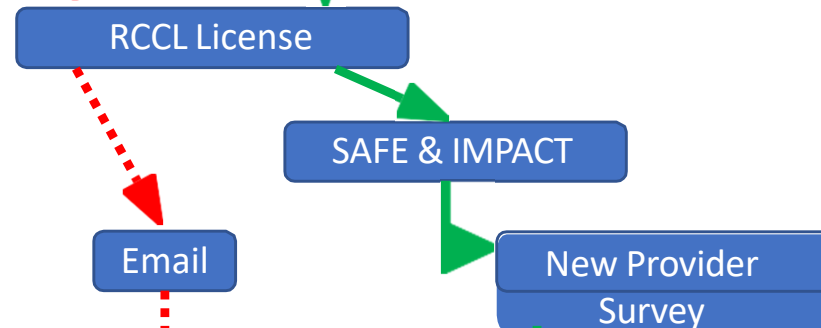 RCCL License
SAFE & IMPACT
Email
New Provider
Survey